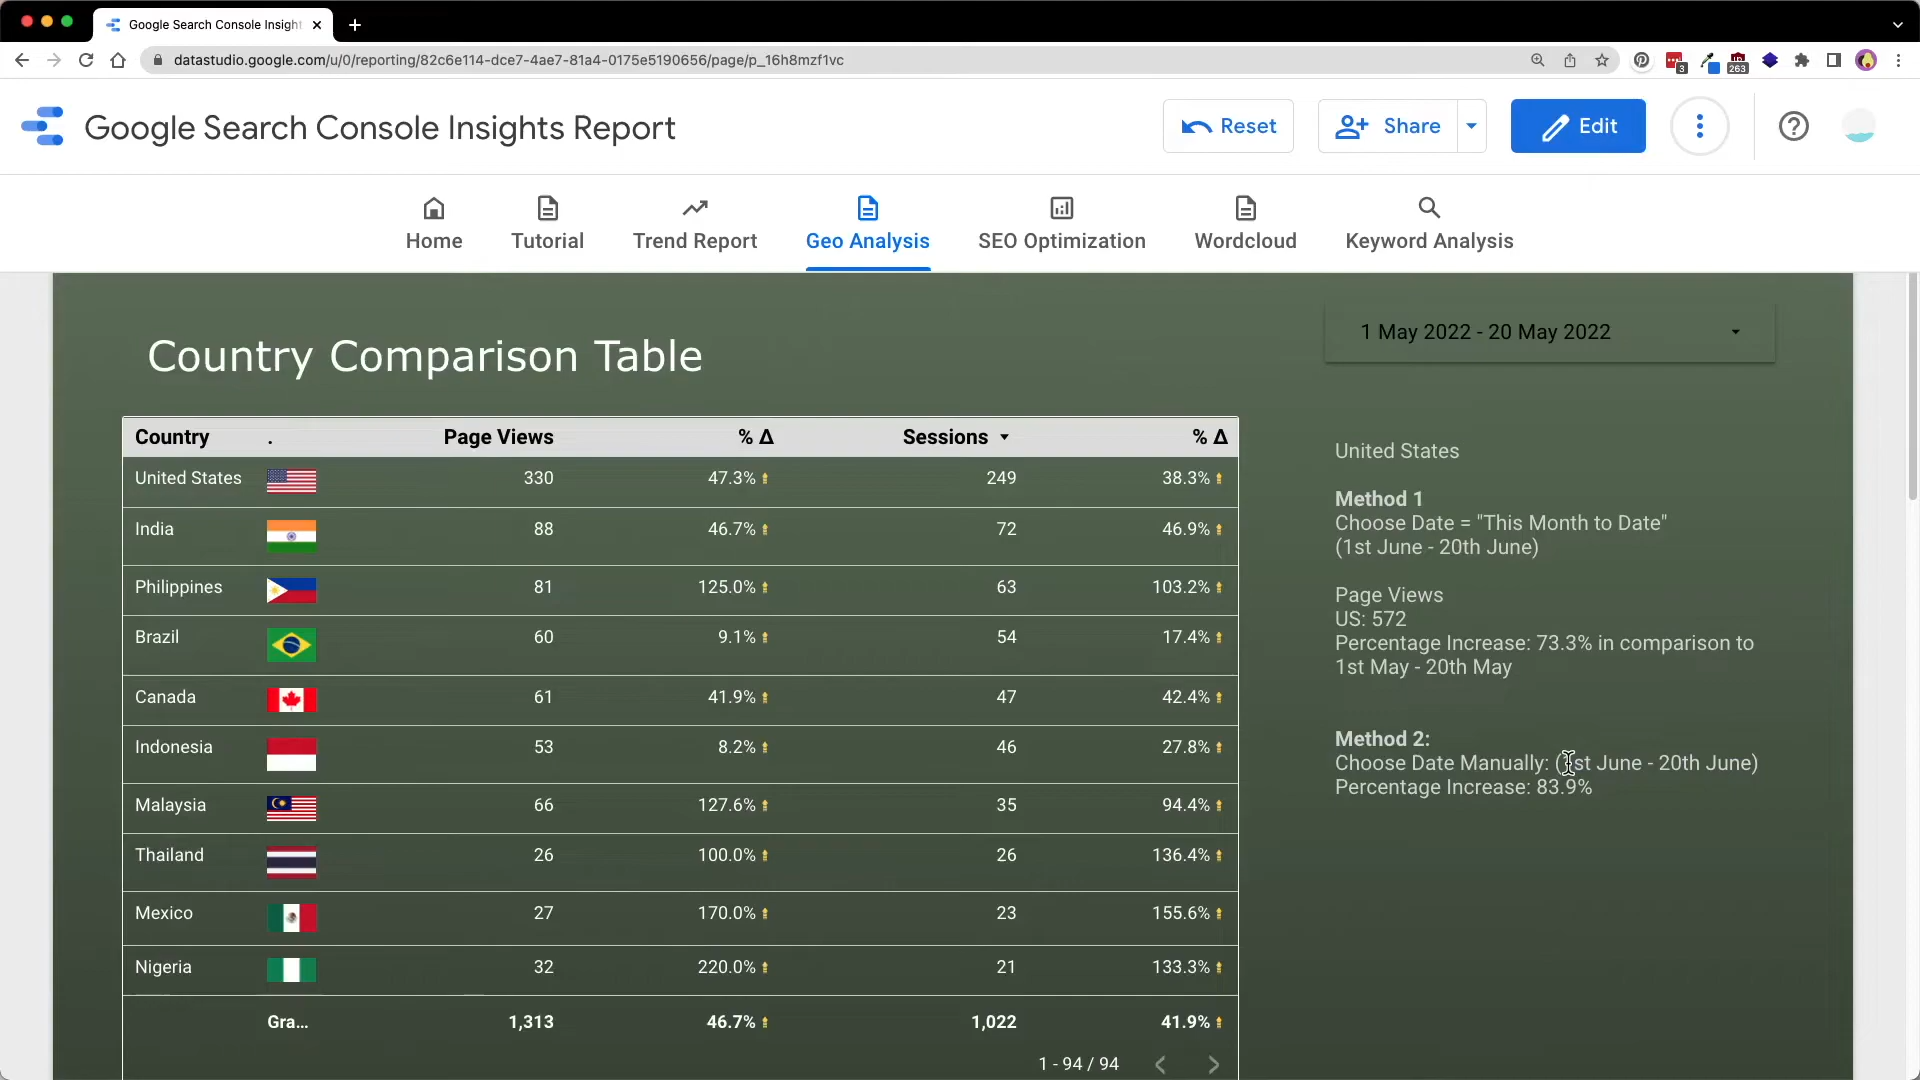 Google Search Console Insight
datastudio.google.com/u/0/reporting/82c6e114-dce7-4ae7-81a4-0175e5190656/page/p_16h8mzf1vc
3
263
Google Search Console Insights Report
Reset
Share
Edit
Home
Tutorial
Trend Report
Geo Analysis
SEO Optimization
Wordcloud
Keyword Analysis
Country Comparison Table
1 May 2022 - 20 May 2022
Country . Page Views % Δ Sessions % Δ
United States 330 47.3% 249 38.3%
India 88 46.7% 72 46.9%
Philippines 81 125.0% 63 103.2%
Brazil 60 9.1% 54 17.4%
Canada 61 41.9% 47 42.4%
Indonesia 53 8.2% 46 27.8%
Malaysia 66 127.6% 35 94.4%
Thailand 26 100.0% 26 136.4%
Mexico 27 170.0% 23 155.6%
Nigeria 32 220.0% 21 133.3%
Gra... 1,313 46.7% 1,022 41.9%
1 - 94 / 94
United States
Method 1
Choose Date = "This Month to Date"
(1st June - 20th June)
Page Views
US: 572
Percentage Increase: 73.3% in comparison to
1st May - 20th May
Method 2:
Choose Date Manually: (1st June - 20th June)
Percentage Increase: 83.9%